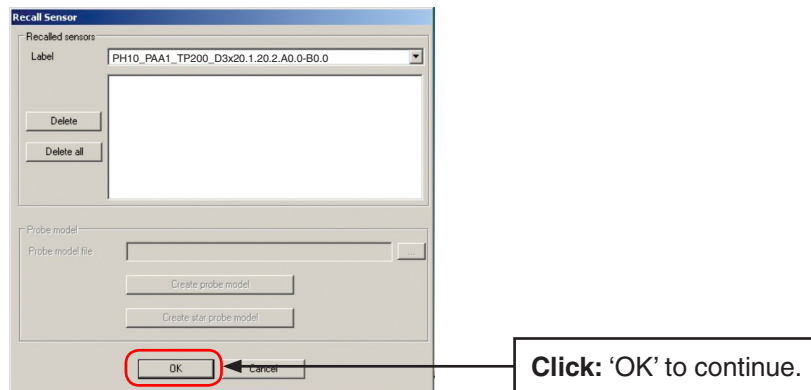 Recall Sensor
Recalled sensors
Label
PH10_PAA1_TP200_D3x20.1.20.2.A0.0-B0.0
Delete
Delete all
Probe model
Probe model file
...
Create probe model
Create star probe model
OK
Cancel
Click: ‘OK’ to continue.